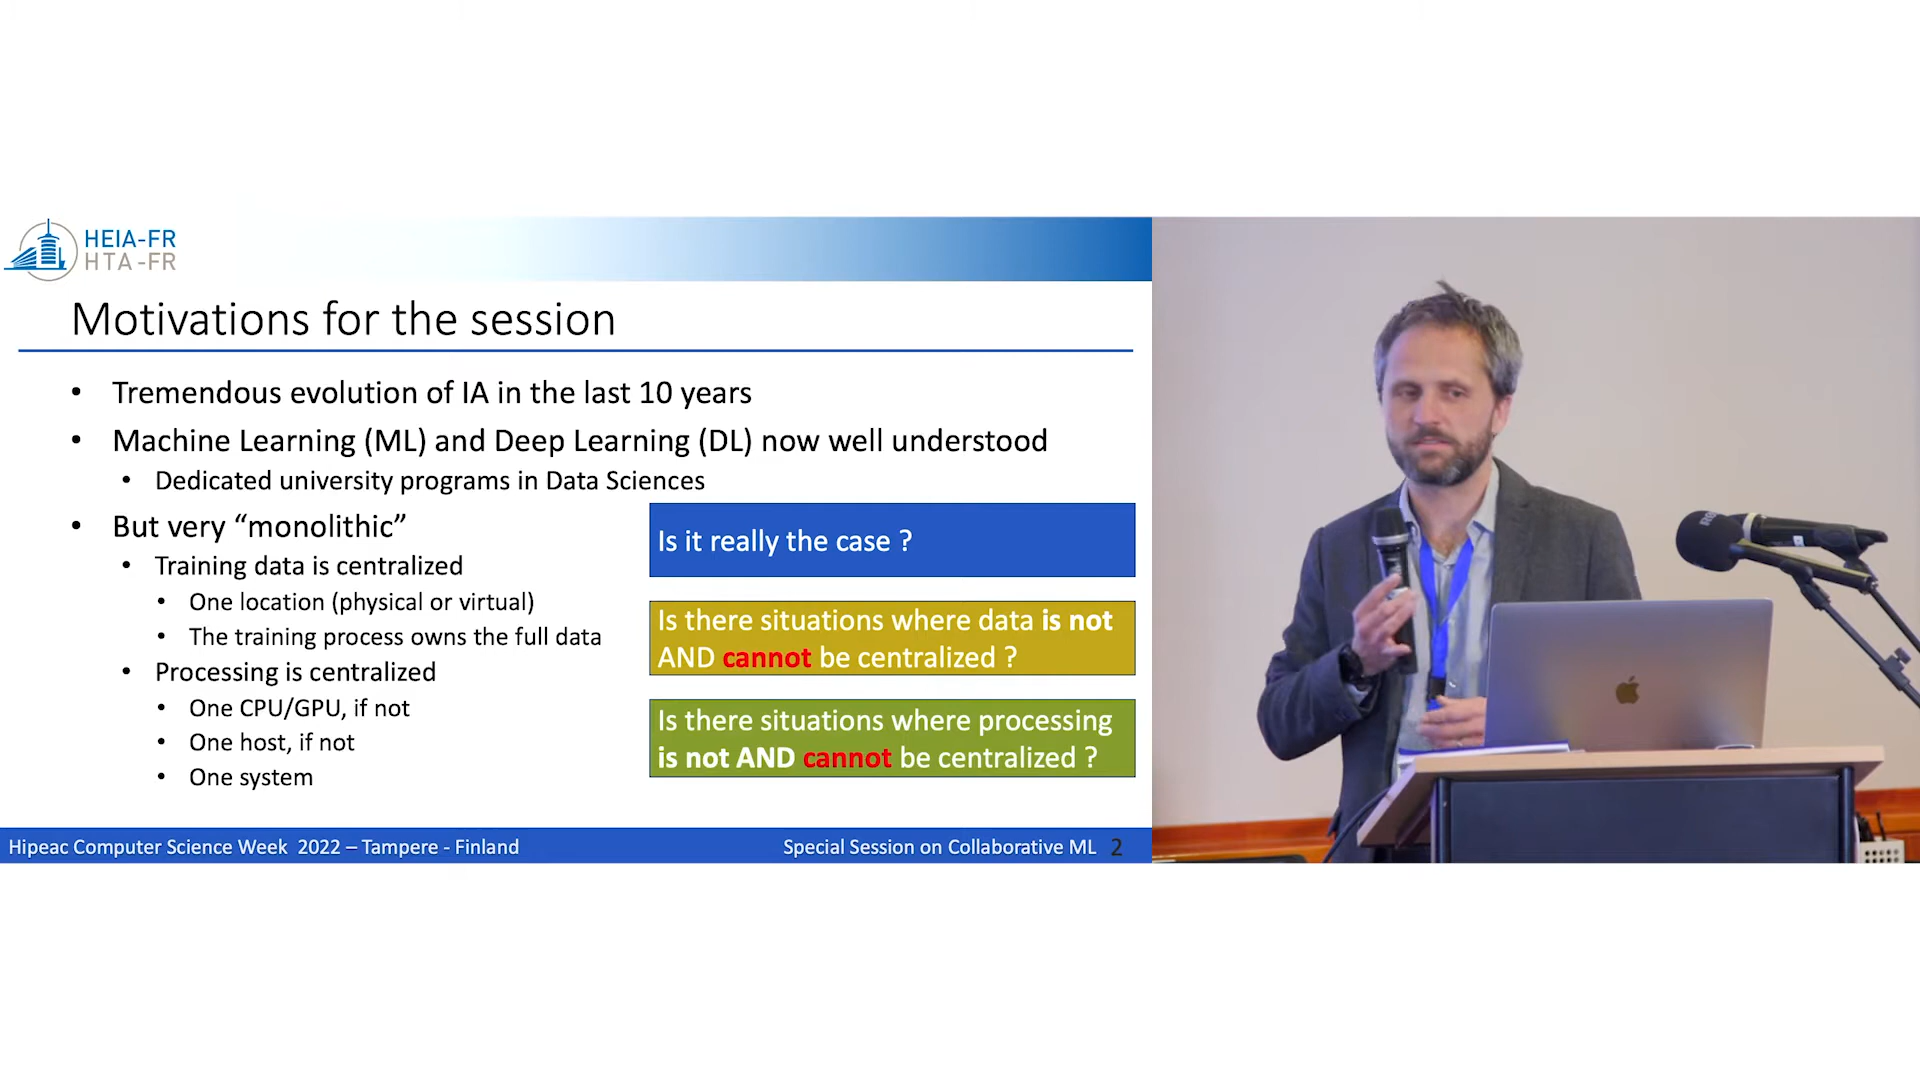 HEIA-FR
HTA-FR
Motivations for the session
• Tremendous evolution of IA in the last 10 years
• Machine Learning (ML) and Deep Learning (DL) now well understood
• Dedicated university programs in Data Sciences
• But very “monolithic”
• Training data is centralized
• One location (physical or virtual)
• The training process owns the full data
• Processing is centralized
• One CPU/GPU, if not
• One host, if not
• One system
Is it really the case ?
Is there situations where data is not
AND cannot be centralized ?
Is there situations where processing
is not AND cannot be centralized ?
Hipeac Computer Science Week 2022 – Tampere - Finland
Special Session on Collaborative ML 2